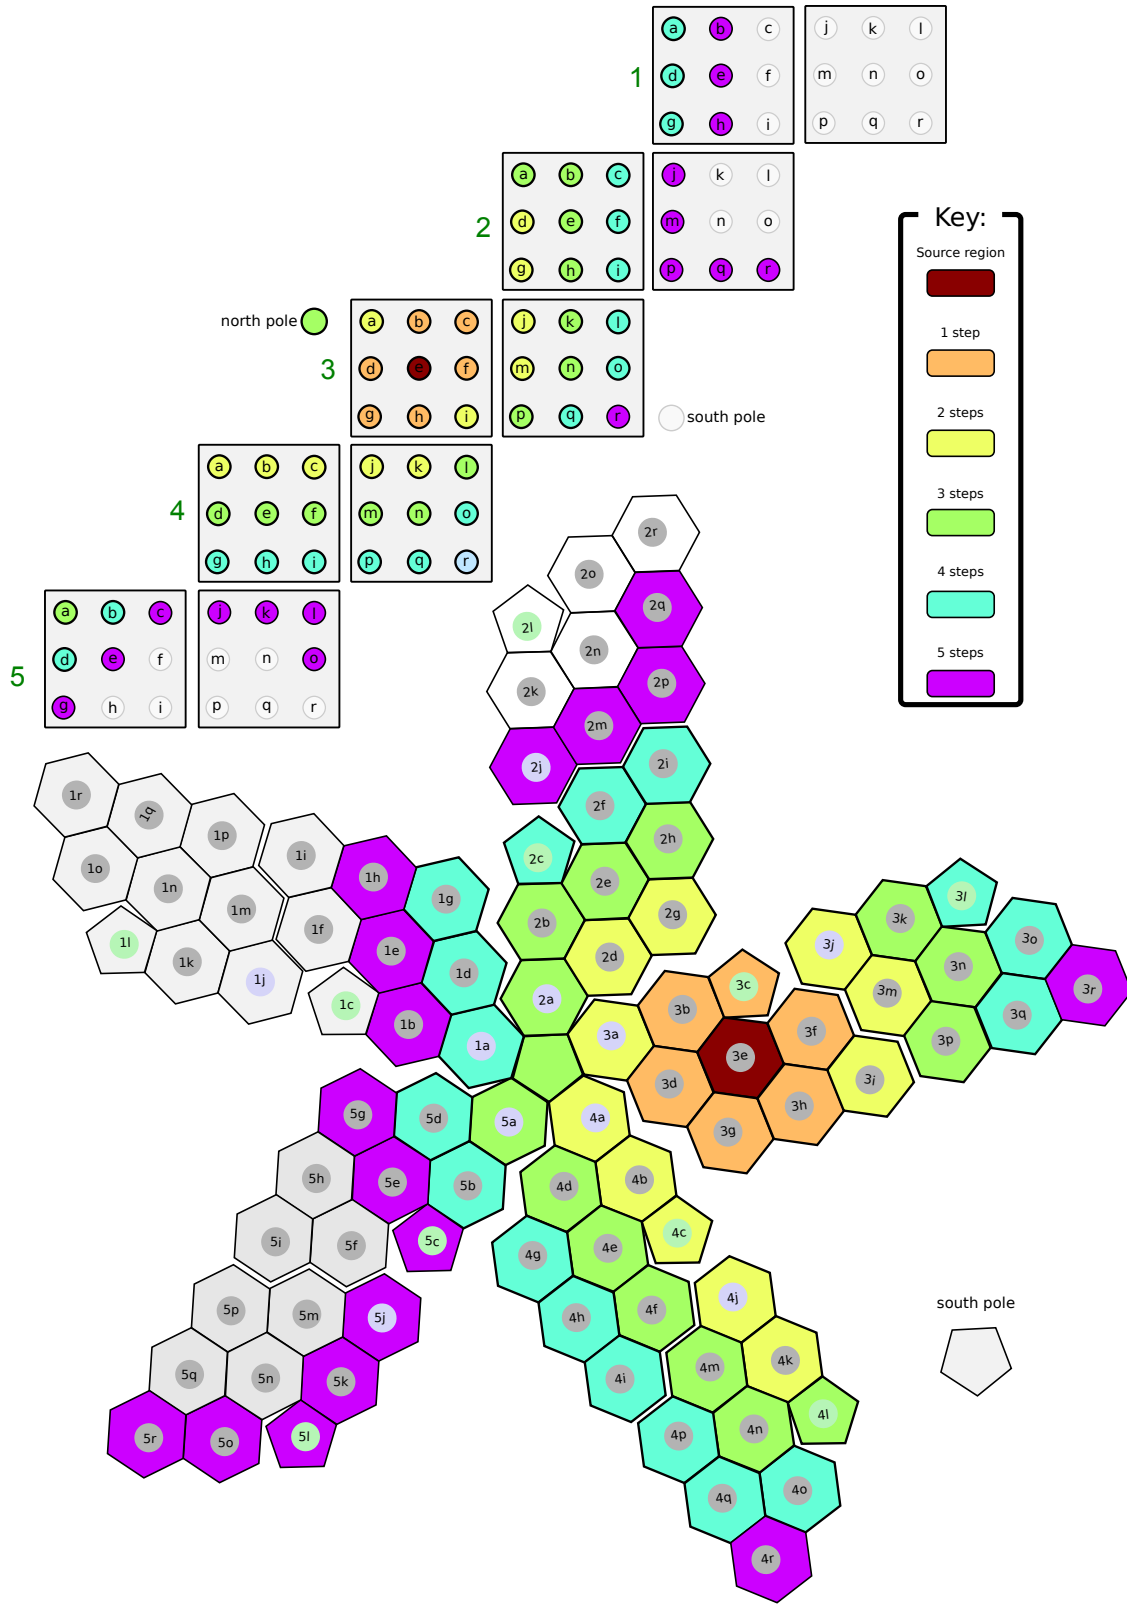 a b c j k l
1 d e f m n o
g h i p q r
a b c j k l
2 d e f m n o
g h i p q r
north pole
a b c j k l
3 d e f m n o
g h i p q r
south pole
a b c j k l
4 d e f m n o
g h i p q r
a b c j k l
5 d e f m n o
g h i p q r
Key:
Source region
1 step
2 steps
3 steps
4 steps
5 steps
2r
2o
2q
2l
2n
2p
2k
2m
2j
2i
2f
2h
2c
2e
2g
2b
2d
2a
1r
1q
1p
1i
1h
1g
1o
1n
1m
1f
1e
1d
1l
1k
1j
1c
1b
1a
3l
3k
3o
3j
3n
3r
3m
3q
3p
3c
3b
3f
3a
3e
3i
3d
3h
3g
5g
5d
5a
5h
5e
5b
5i
5f
5c
5p
5m
5j
5q
5n
5k
5r
5o
5l
4a
4d
4b
4g
4e
4c
4h
4f
4i
4j
4m
4k
4p
4n
4l
4q
4o
4r
south pole